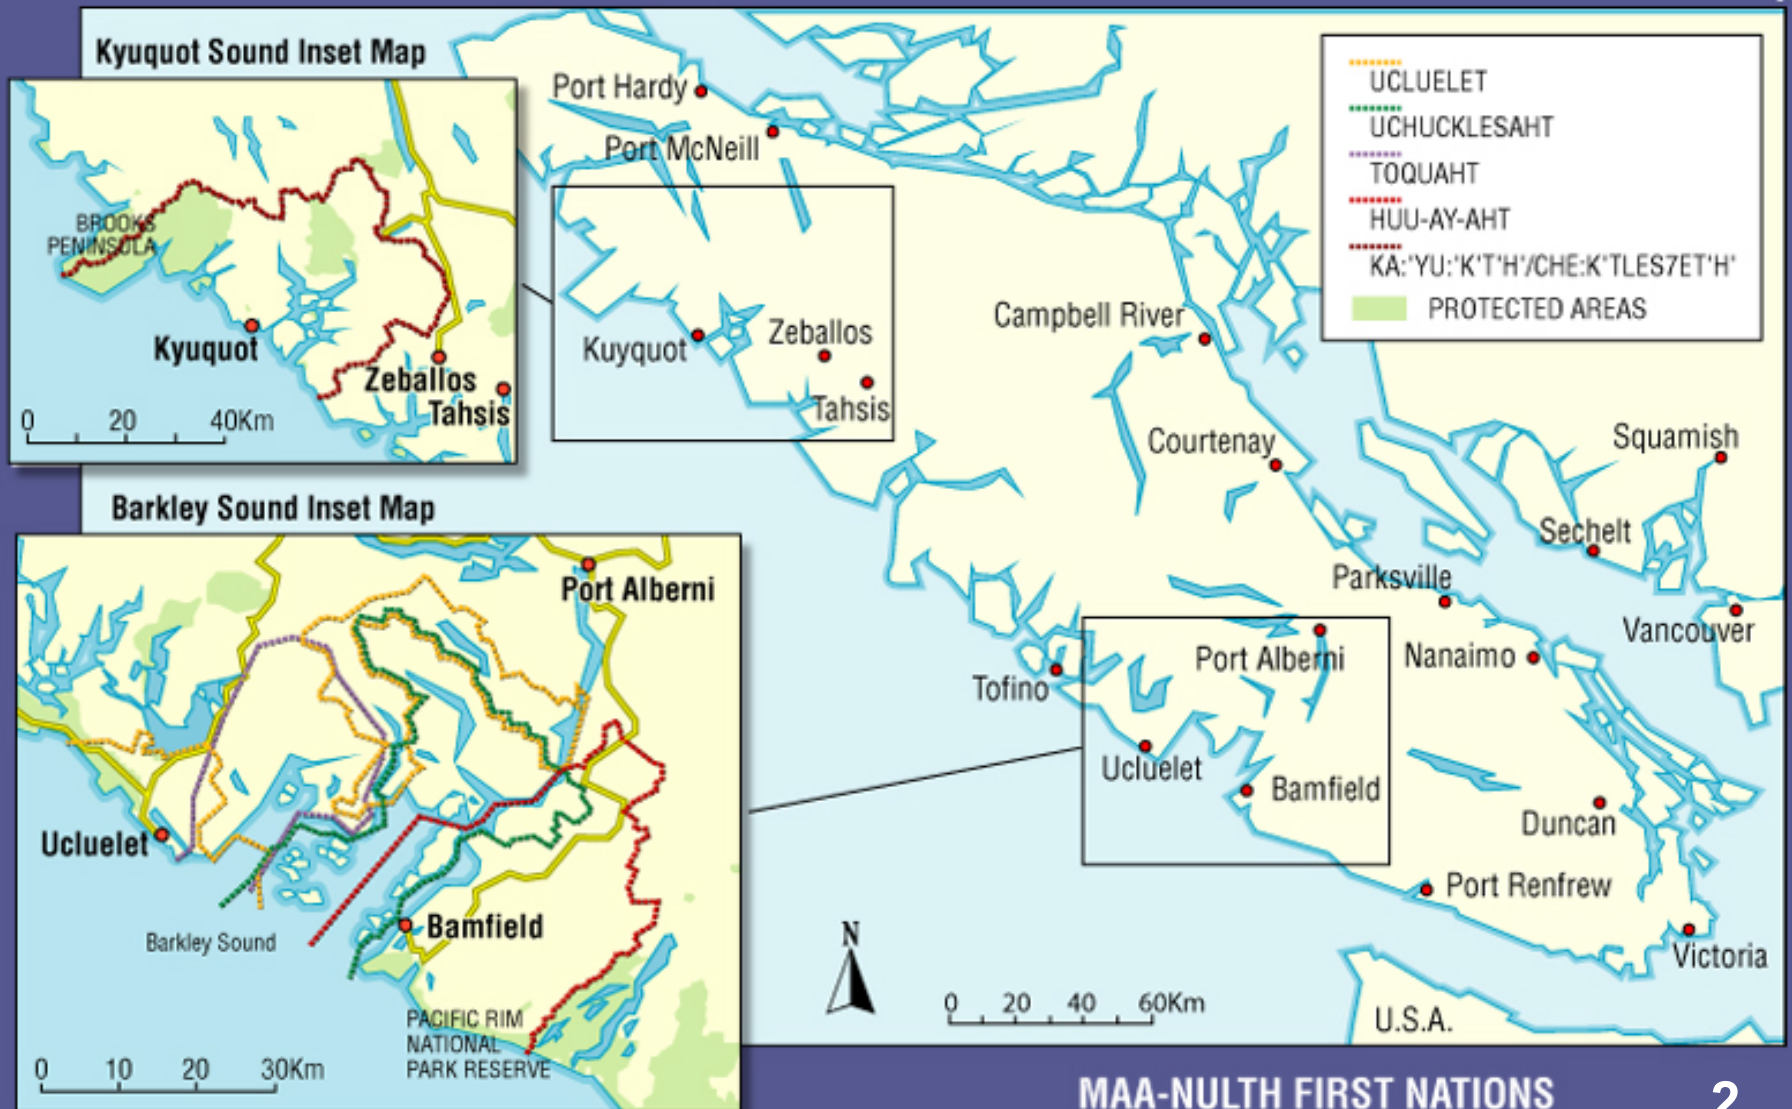 Kyuquot Sound Inset Map
BROOKS
PENINSULA
Kyuquot
Zeballos
Tahsis
0 20 40Km
Port Hardy
Port McNeill
Kuyquot
Zeballos
Tahsis
Campbell River
Courtenay
Squamish
Sechelt
Parksville
Vancouver
Port Alberni
Nanaimo
Tofino
Ucluelet
Bamfield
Duncan
Port Renfrew
Victoria
U.S.A.
N
0 20 40 60Km
UCLUELET
UCHUCKLESAHT
TOQUAHT
HUU-AY-AHT
KA:'YU:'K'T'H'/CHE:K'TLES7ET'H'
PROTECTED AREAS
Barkley Sound Inset Map
Port Alberni
Ucluelet
Barkley Sound
Bamfield
PACIFIC RIM
NATIONAL
PARK RESERVE
0 10 20 30Km
MAA-NULTH FIRST NATIONS
2